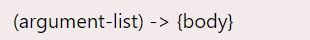 (argument-list) -> {body}